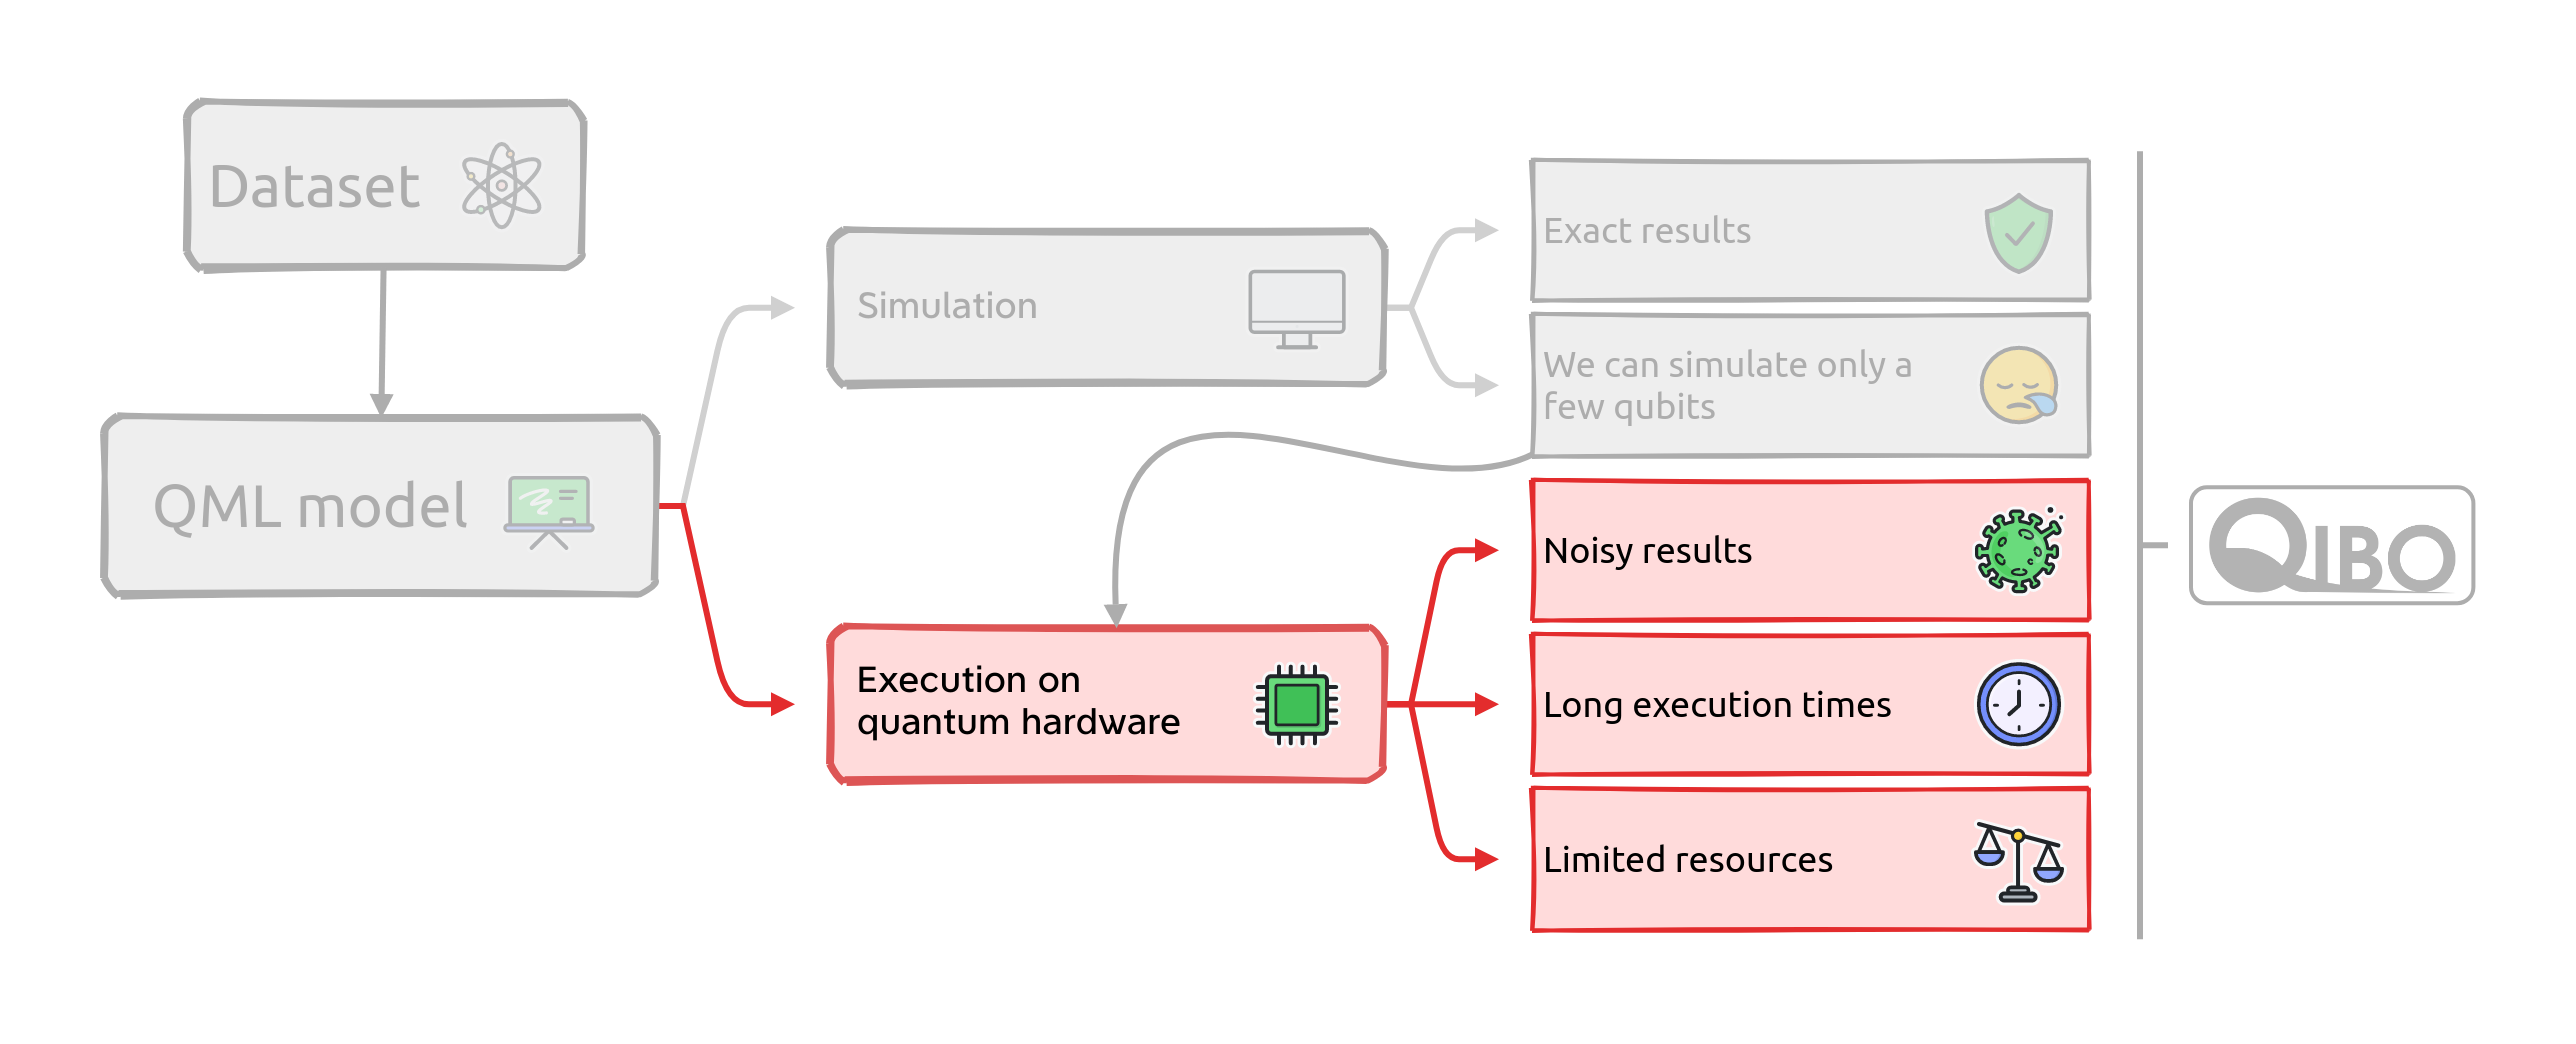 Dataset
QML model
Simulation
Execution on
quantum hardware
Exact results
We can simulate only a
few qubits
Noisy results
Long execution times
Limited resources
QIBO